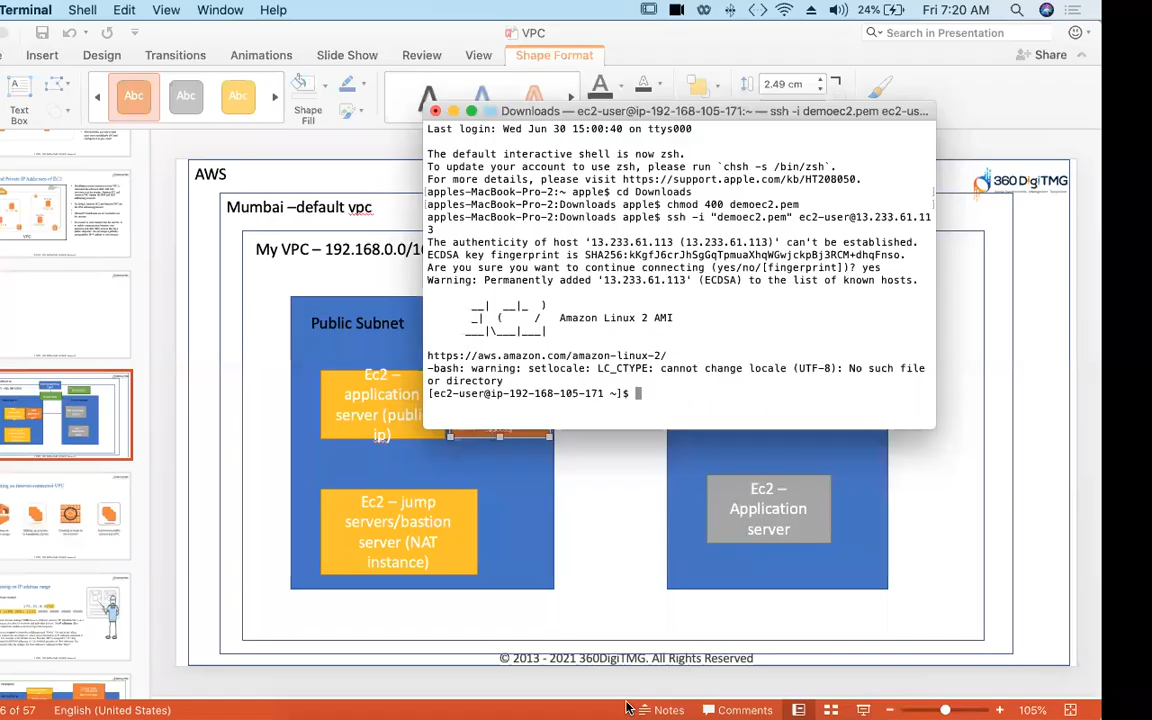 Terminal Shell Edit View Window Help 24% Fri 7:20 AM
VPC Search in Presentation
Insert Design Transitions Animations Slide Show Review View Shape Format Share
Text Box
Abc Abc Abc
Shape Fill
2.49 cm
Downloads — ec2-user@ip-192-168-105-171:~ — ssh -i demoec2.pem ec2-us...
Last login: Wed Jun 30 15:00:40 on ttys000
The default interactive shell is now zsh.
To update your account to use zsh, please run `chsh -s /bin/zsh`.
For more details, please visit https://support.apple.com/kb/HT208050.
apples-MacBook-Pro-2:~ apple$ cd Downloads
apples-MacBook-Pro-2:Downloads apple$ chmod 400 demoec2.pem
apples-MacBook-Pro-2:Downloads apple$ ssh -i "demoec2.pem" ec2-user@13.233.61.11
3
The authenticity of host '13.233.61.113 (13.233.61.113)' can't be established.
ECDSA key fingerprint is SHA256:kKgfJ6crJhSgGqTpmuaXhqWGwjckpBj3RCM+dhqFnso.
Are you sure you want to continue connecting (yes/no/[fingerprint])? yes
Warning: Permanently added '13.233.61.113' (ECDSA) to the list of known hosts.
Amazon Linux 2 AMI
https://aws.amazon.com/amazon-linux-2/
-bash: warning: setlocale: LC_CTYPE: cannot change locale (UTF-8): No such file
or directory
[ec2-user@ip-192-168-105-171 ~]$
AWS
360DigiTMG
Mumbai –default vpc
My VPC – 192.168.0.0/16
Public Subnet
Ec2 –
application
server (public
ip)
Ec2 – jump
servers/bastion
server (NAT
instance)
Ec2 –
Application
server
© 2013 - 2021 360DigiTMG. All Rights Reserved
6 of 57 English (United States) Notes Comments 105%